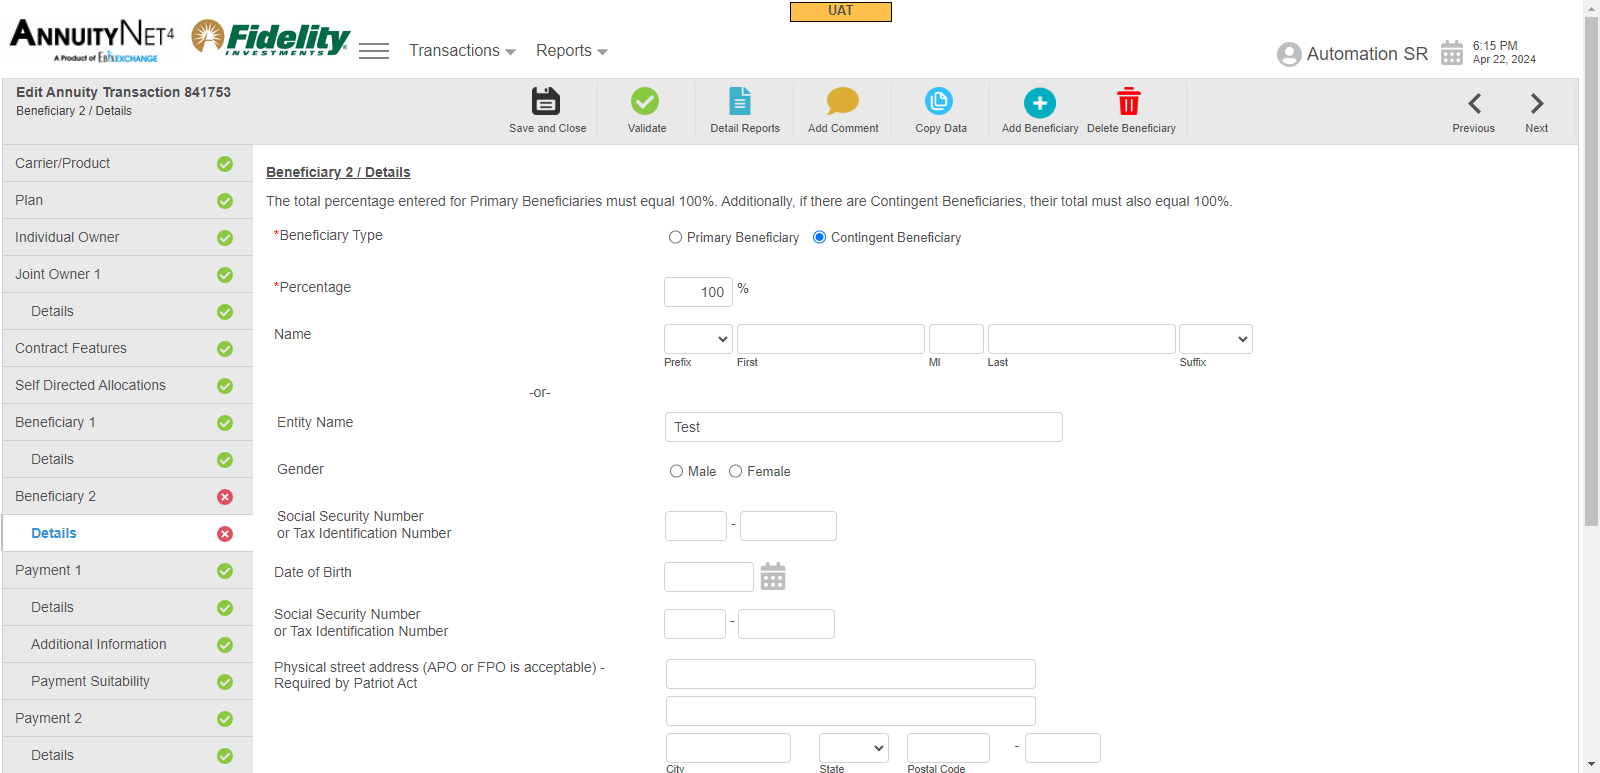 UAT
ANNUITYNET4
A Product of EbixEXCHANGE
Fidelity
INVESTMENTS
Transactions
Reports
Automation SR
6:15 PM
Apr 22, 2024
Edit Annuity Transaction 841753
Beneficiary 2 / Details
Save and Close
Validate
Detail Reports
Add Comment
Copy Data
Add Beneficiary
Delete Beneficiary
Previous
Next
Carrier/Product
Plan
Individual Owner
Joint Owner 1
Details
Contract Features
Self Directed Allocations
Beneficiary 1
Details
Beneficiary 2
Details
Payment 1
Details
Additional Information
Payment Suitability
Payment 2
Details
Beneficiary 2 / Details
The total percentage entered for Primary Beneficiaries must equal 100%. Additionally, if there are Contingent Beneficiaries, their total must also equal 100%.
*Beneficiary Type
Primary Beneficiary
Contingent Beneficiary
*Percentage
100 %
Name
Prefix
First
MI
Last
Suffix
-or-
Entity Name
Test
Gender
Male
Female
Social Security Number
or Tax Identification Number
-
Date of Birth
Social Security Number
or Tax Identification Number
-
Physical street address (APO or FPO is acceptable) -
Required by Patriot Act
-
City
State
Postal Code